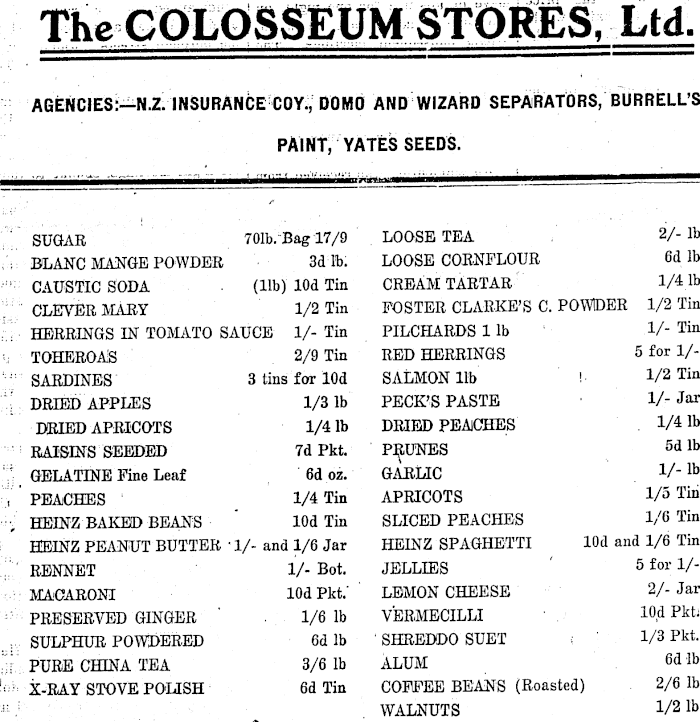 The COLOSSEUM STORES, Ltd.
AGENCIES:—N.Z. INSURANCE COY., DOMO AND WIZARD SEPARATORS, BURRELL'S
PAINT, YATES SEEDS.
SUGAR 70lb. Bag 17/9
BLANC MANGE POWDER 3d lb.
CAUSTIC SODA (1lb) 10d Tin
CLEVER MARY 1/2 Tin
HERRINGS IN TOMATO SAUCE 1/- Tin
TOHEROAS 2/9 Tin
SARDINES 3 tins for 10d
DRIED APPLES 1/3 lb
DRIED APRICOTS 1/4 lb
RAISINS SEEDED 7d Pkt.
GELATINE Fine Leaf 6d oz.
PEACHES 1/4 Tin
HEINZ BAKED BEANS 10d Tin
HEINZ PEANUT BUTTER 1/- and 1/6 Jar
RENNET 1/- Bot.
MACARONI 10d Pkt.
PRESERVED GINGER 1/6 lb
SULPHUR POWDERED 6d lb
PURE CHINA TEA 3/6 lb
X-RAY STOVE POLISH 6d Tin
LOOSE TEA 2/- lb
LOOSE CORNFLOUR 6d lb
CREAM TARTAR 1/4 lb
FOSTER CLARKE'S C. POWDER 1/2 Tin
PILCHARDS 1 lb 1/- Tin
RED HERRINGS 5 for 1/-
SALMON 1lb 1/2 Tin
PECK'S PASTE 1/- Jar
DRIED PEACHES 1/4 lb
PRUNES 5d lb
GARLIC 1/- lb
APRICOTS 1/5 Tin
SLICED PEACHES 1/6 Tin
HEINZ SPAGHETTI 10d and 1/6 Tin
JELLIES 5 for 1/-
LEMON CHEESE 2/- Jar
VERMECILLI 10d Pkt.
SHREDDO SUET 1/3 Pkt.
ALUM 6d lb
COFFEE BEANS (Roasted) 2/6 lb
WALNUTS 1/2 lb